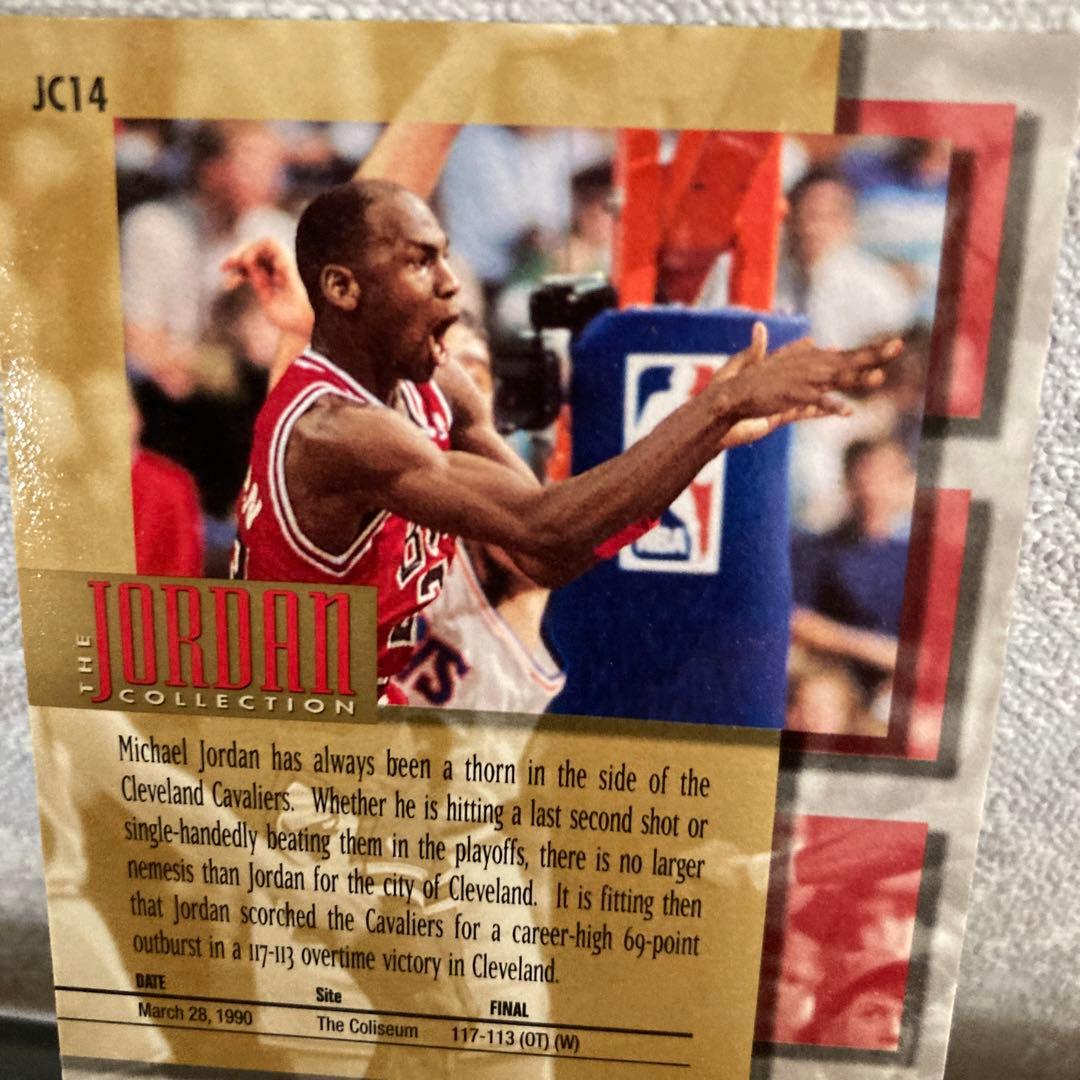 JC14
NBA
THE JORDAN
COLLECTION
Michael Jordan has always been a thorn in the side of the
Cleveland Cavaliers. Whether he is hitting a last second shot or
single-handedly beating them in the playoffs, there is no larger
nemesis than Jordan for the city of Cleveland. It is fitting then
that Jordan scorched the Cavaliers for a career-high 69-point
outburst in a 117-113 overtime victory in Cleveland.
DATE Site FINAL
March 28, 1990 The Coliseum 117-113 (OT) (W)